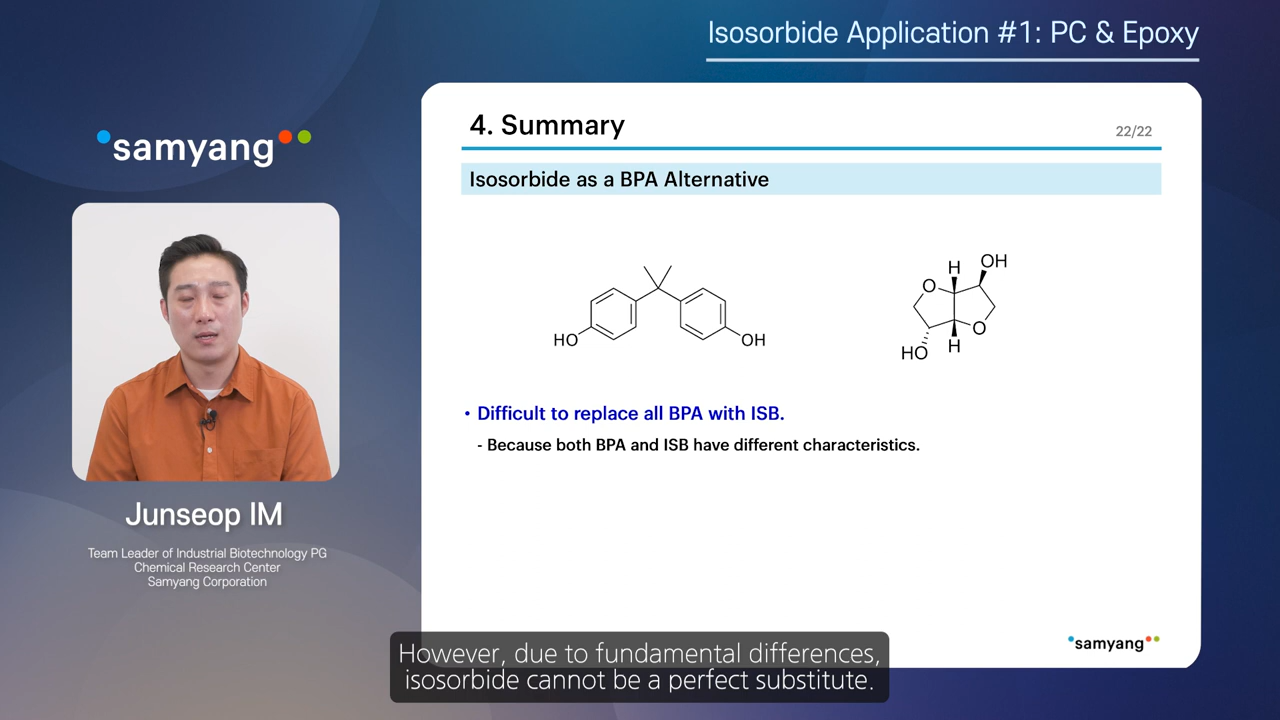 Isosorbide Application #1: PC & Epoxy
samyang
4. Summary
22/22
Isosorbide as a BPA Alternative
HO
OH
O
H
OH
O
HO
H
• Difficult to replace all BPA with ISB.
- Because both BPA and ISB have different characteristics.
Junseop IM
Team Leader of Industrial Biotechnology PG
Chemical Research Center
Samyang Corporation
samyang
However, due to fundamental differences,
isosorbide cannot be a perfect substitute.